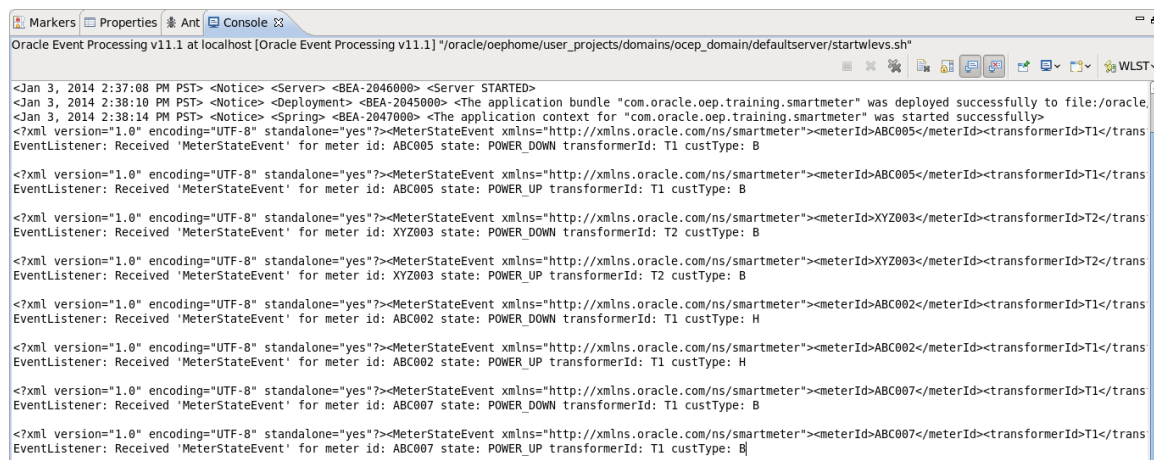 Markers Properties Ant Console
Oracle Event Processing v11.1 at localhost [Oracle Event Processing v11.1] "/oracle/oephome/user_projects/domains/ocep_domain/defaultserver/startwlevs.sh"
WLST
<Jan 3, 2014 2:37:08 PM PST> <Notice> <Server> <BEA-2046000> <Server STARTED>
<Jan 3, 2014 2:38:10 PM PST> <Notice> <Deployment> <BEA-2045000> <The application bundle "com.oracle.oep.training.smartmeter" was deployed successfully to file:/oracle
<Jan 3, 2014 2:38:14 PM PST> <Notice> <Spring> <BEA-2047000> <The application context for "com.oracle.oep.training.smartmeter" was started successfully>
<?xml version="1.0" encoding="UTF-8" standalone="yes"?><MeterStateEvent xmlns="http://xmlns.oracle.com/ns/smartmeter"><meterId>ABC005</meterId><transformerId>T1</trans
EventListener: Received 'MeterStateEvent' for meter id: ABC005 state: POWER_DOWN transformerId: T1 custType: B
<?xml version="1.0" encoding="UTF-8" standalone="yes"?><MeterStateEvent xmlns="http://xmlns.oracle.com/ns/smartmeter"><meterId>ABC005</meterId><transformerId>T1</trans
EventListener: Received 'MeterStateEvent' for meter id: ABC005 state: POWER_UP transformerId: T1 custType: B
<?xml version="1.0" encoding="UTF-8" standalone="yes"?><MeterStateEvent xmlns="http://xmlns.oracle.com/ns/smartmeter"><meterId>XYZ003</meterId><transformerId>T2</trans
EventListener: Received 'MeterStateEvent' for meter id: XYZ003 state: POWER_DOWN transformerId: T2 custType: B
<?xml version="1.0" encoding="UTF-8" standalone="yes"?><MeterStateEvent xmlns="http://xmlns.oracle.com/ns/smartmeter"><meterId>XYZ003</meterId><transformerId>T2</trans
EventListener: Received 'MeterStateEvent' for meter id: XYZ003 state: POWER_UP transformerId: T2 custType: B
<?xml version="1.0" encoding="UTF-8" standalone="yes"?><MeterStateEvent xmlns="http://xmlns.oracle.com/ns/smartmeter"><meterId>ABC002</meterId><transformerId>T1</trans
EventListener: Received 'MeterStateEvent' for meter id: ABC002 state: POWER_DOWN transformerId: T1 custType: H
<?xml version="1.0" encoding="UTF-8" standalone="yes"?><MeterStateEvent xmlns="http://xmlns.oracle.com/ns/smartmeter"><meterId>ABC002</meterId><transformerId>T1</trans
EventListener: Received 'MeterStateEvent' for meter id: ABC002 state: POWER_UP transformerId: T1 custType: H
<?xml version="1.0" encoding="UTF-8" standalone="yes"?><MeterStateEvent xmlns="http://xmlns.oracle.com/ns/smartmeter"><meterId>ABC007</meterId><transformerId>T1</trans
EventListener: Received 'MeterStateEvent' for meter id: ABC007 state: POWER_DOWN transformerId: T1 custType: B
<?xml version="1.0" encoding="UTF-8" standalone="yes"?><MeterStateEvent xmlns="http://xmlns.oracle.com/ns/smartmeter"><meterId>ABC007</meterId><transformerId>T1</trans
EventListener: Received 'MeterStateEvent' for meter id: ABC007 state: POWER_UP transformerId: T1 custType: B